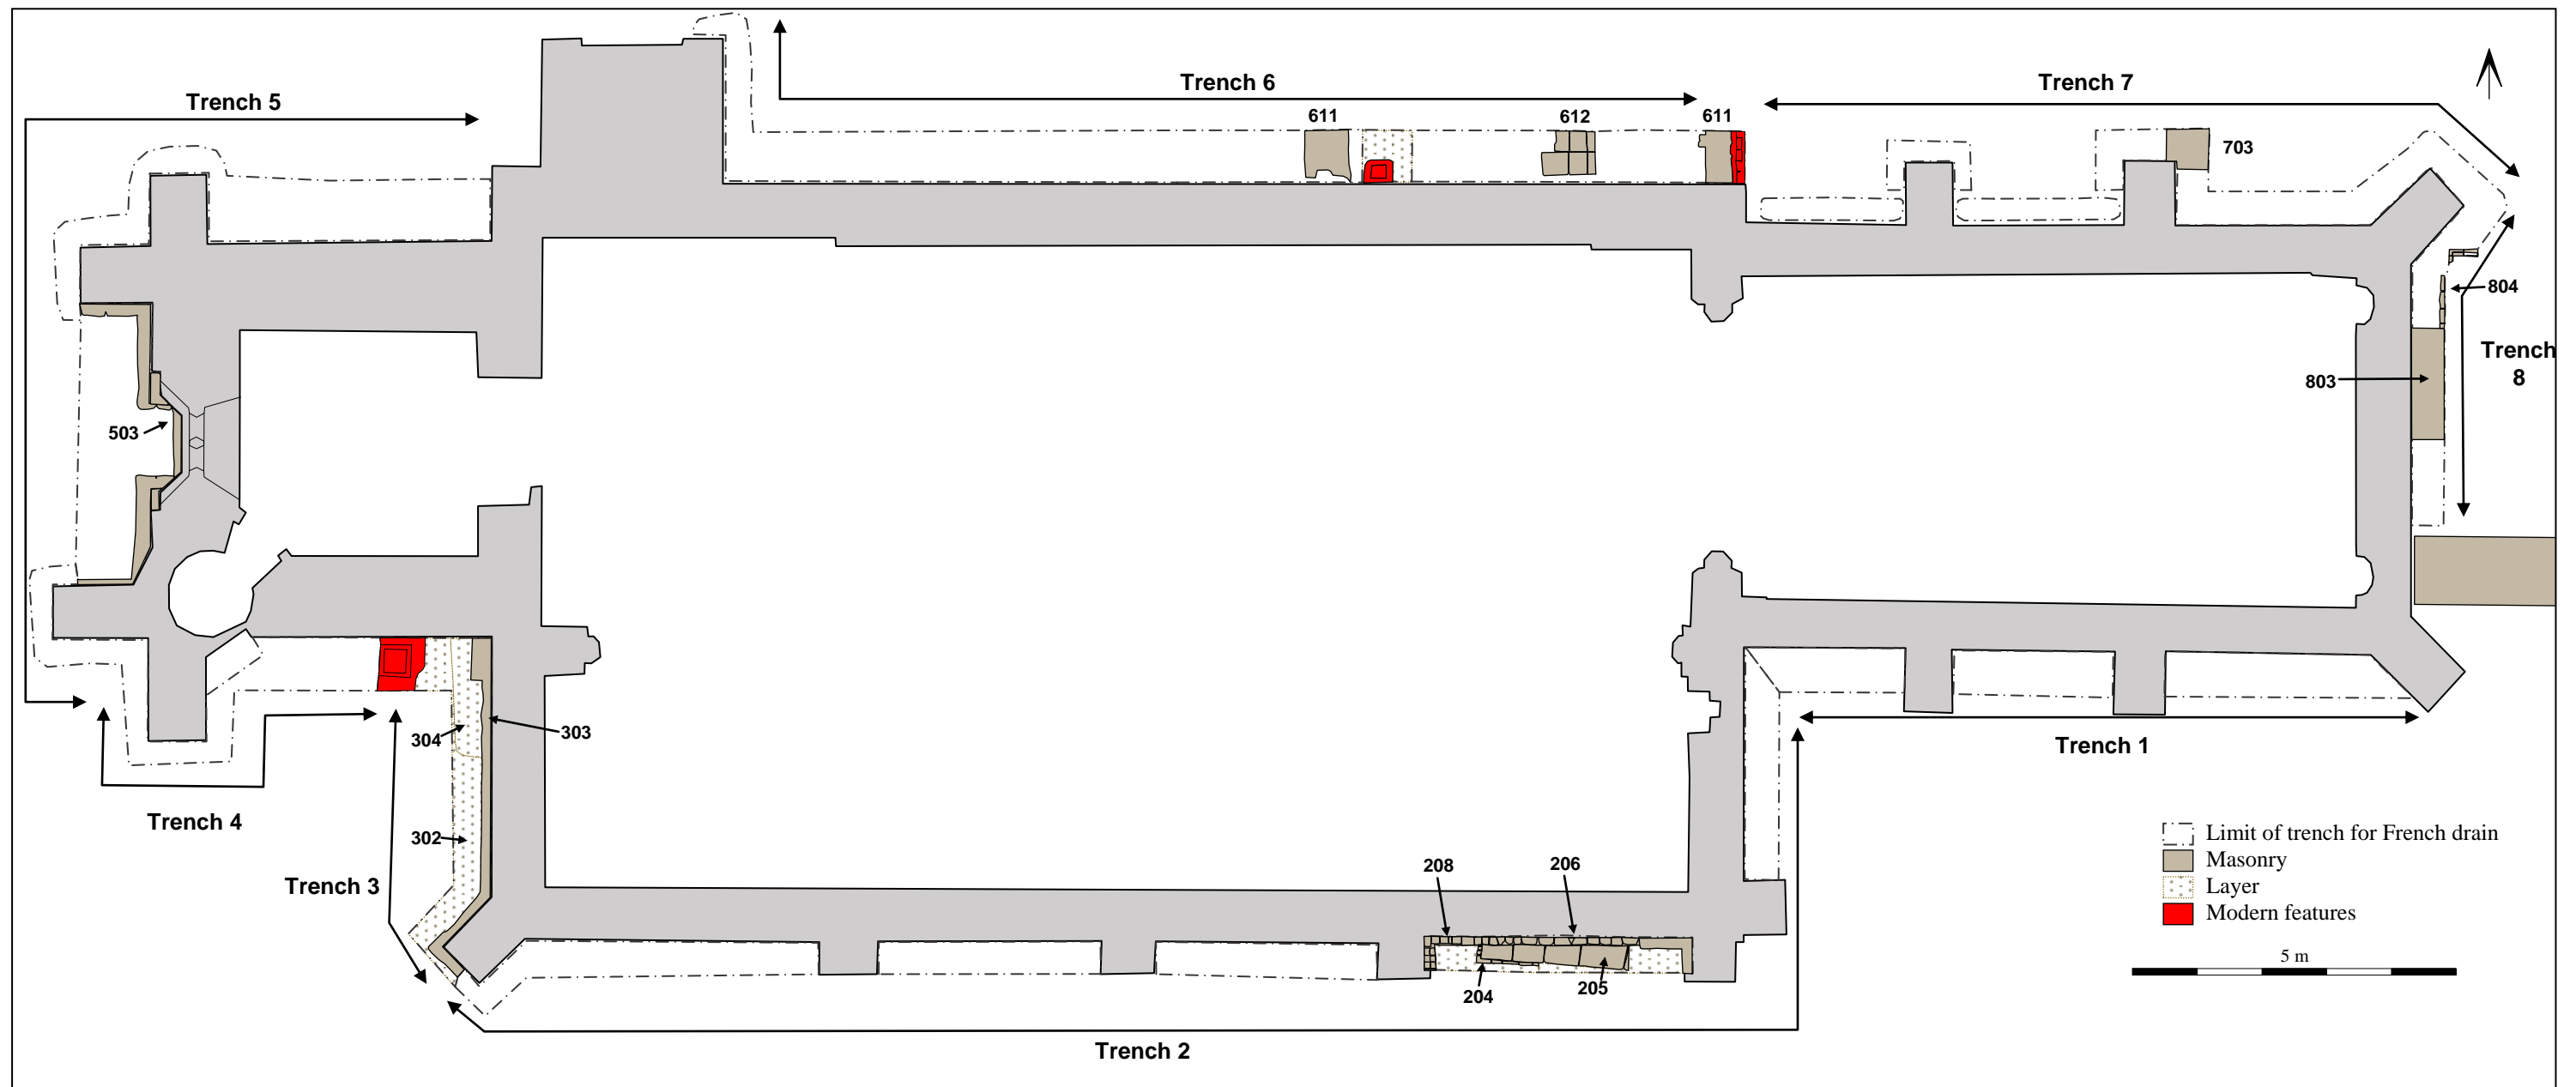 Trench 6
Trench 7
Trench 5
611
612
611
703
804
Trench
8
803
503
303
304
Trench 1
Trench 4
302
Limit of trench for French drain
Masonry
Layer
Modern features
208
206
Trench 3
5 m
204
205
Trench 2